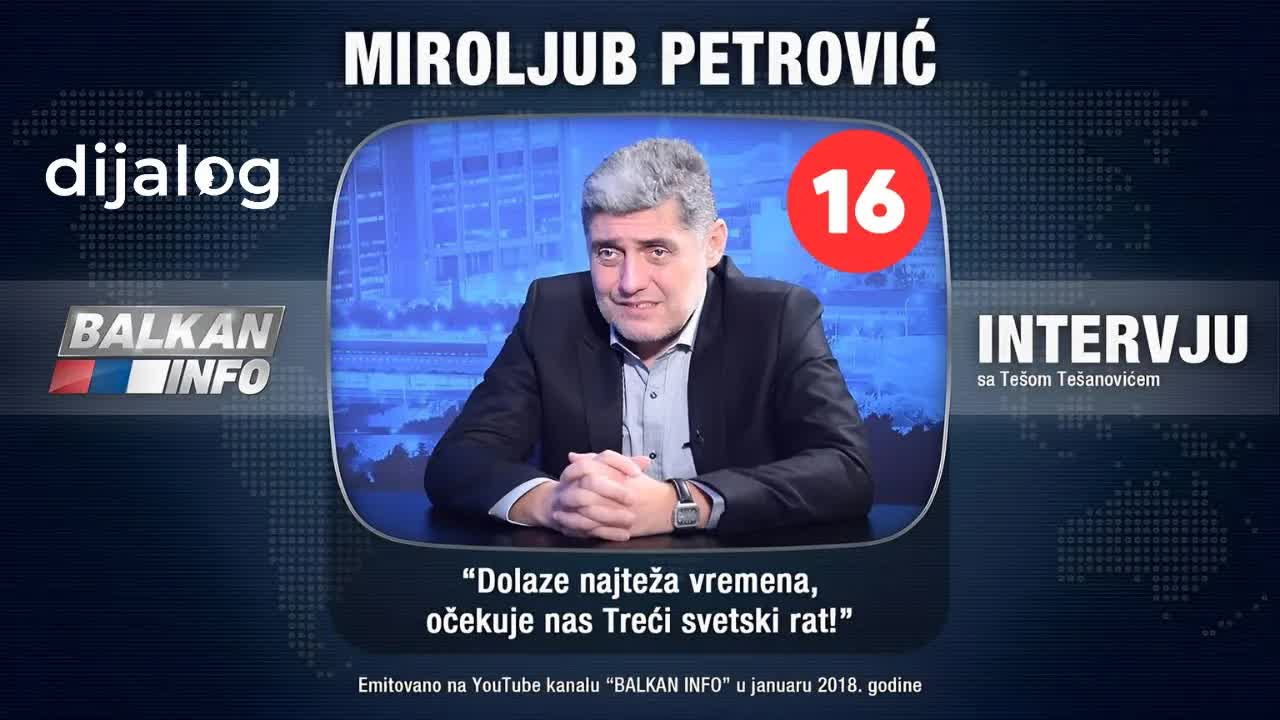 MIROLJUB PETROVIĆ
dijalog
16
BALKAN
INFO
INTERVJU
sa Tešom Tešanovićem
“Dolaze najteža vremena,
očekuje nas Treći svetski rat!”
Emitovano na YouTube kanalu “BALKAN INFO” u januaru 2018. godine